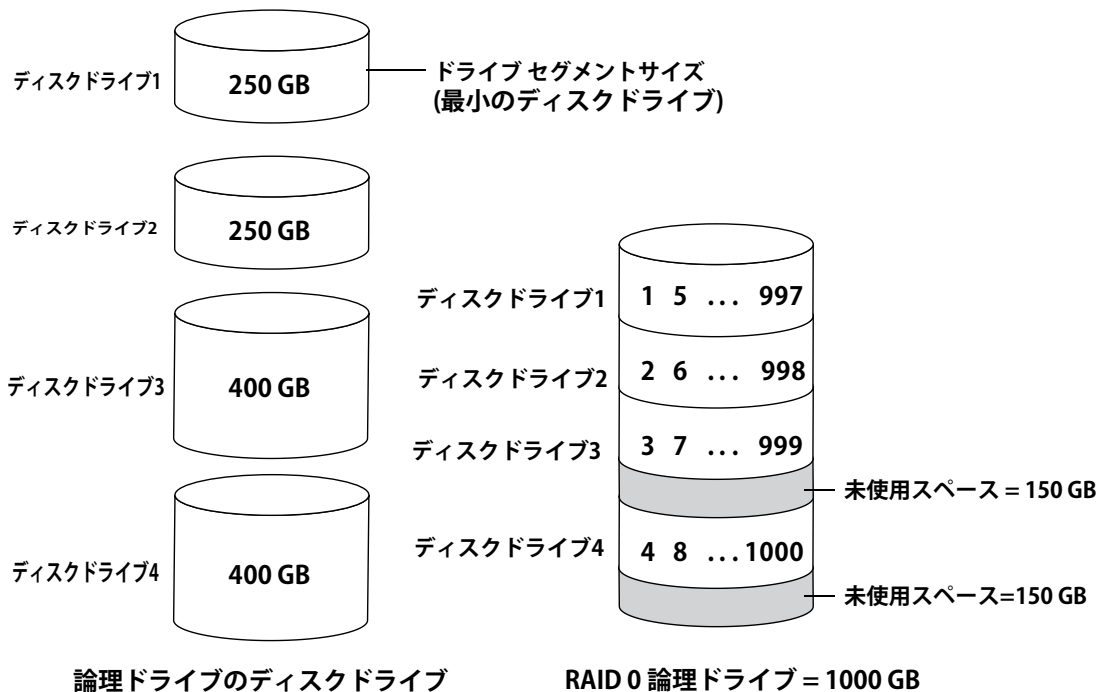 ディスクドライブ1
250 GB
ドライブ セグメントサイズ
(最小のディスクドライブ)
ディスクドライブ2
250 GB
ディスクドライブ3
400 GB
ディスクドライブ4
400 GB
論理ドライブのディスクドライブ
ディスクドライブ1
1 5 ... 997
ディスクドライブ2
2 6 ... 998
ディスクドライブ3
3 7 ... 999
未使用スペース = 150 GB
ディスクドライブ4
4 8 ... 1000
未使用スペース=150 GB
RAID 0 論理ドライブ = 1000 GB